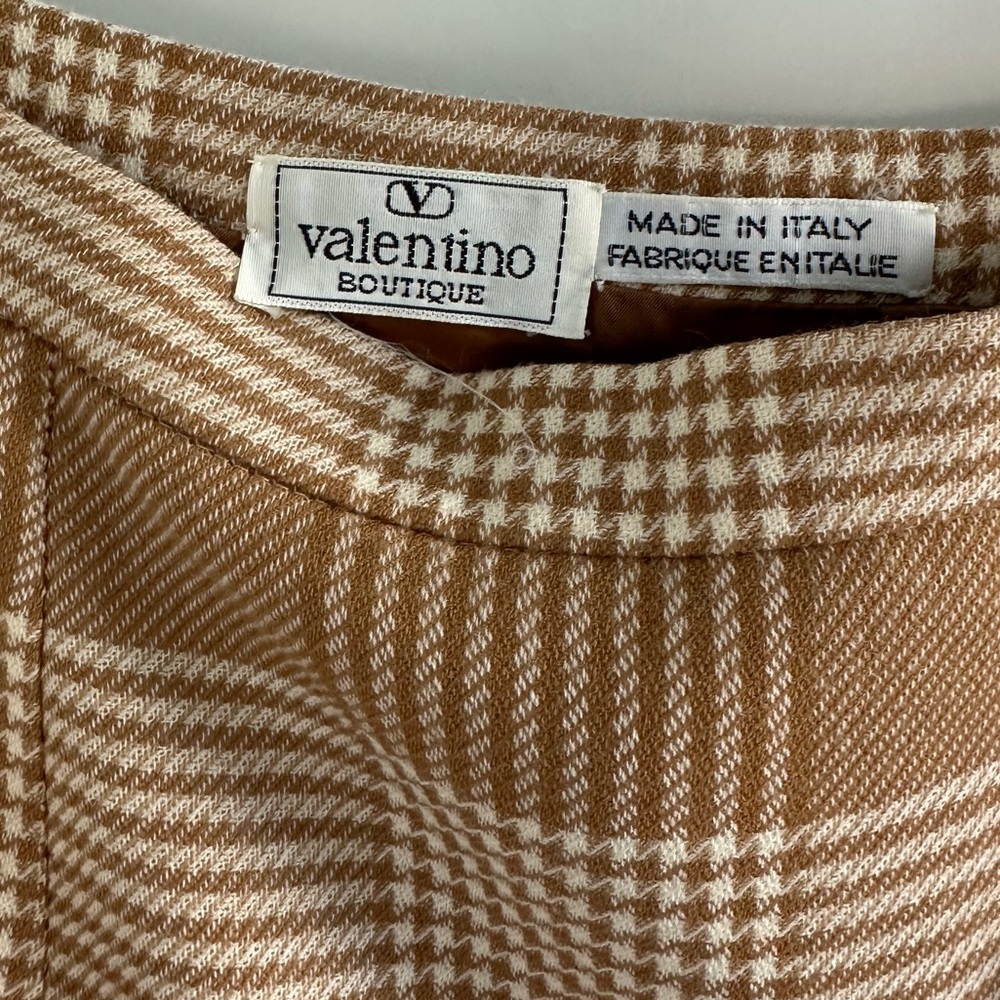 V
valentino
BOUTIQUE
MADE IN ITALY
FABRIQUE EN ITALIE